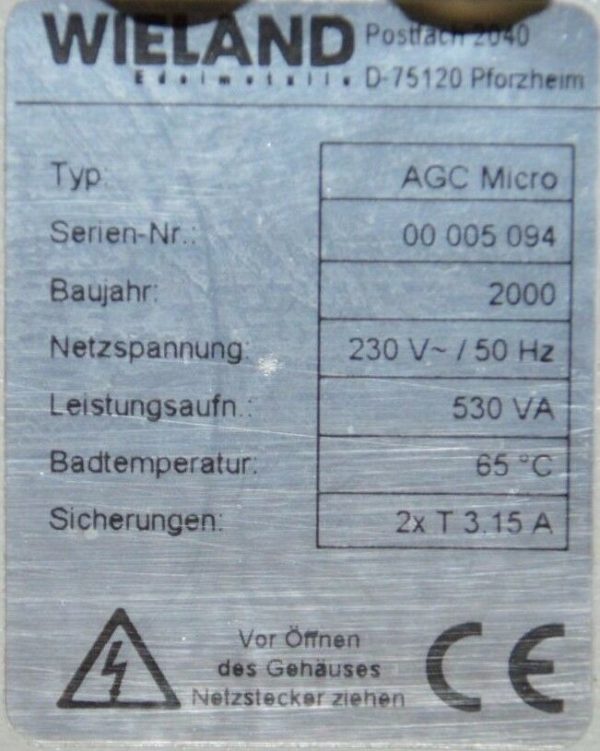 WIELAND Postfach 2040
Edelmetalle D-75120 Pforzheim
Typ: AGC Micro
Serien-Nr.: 00 005 094
Baujahr: 2000
Netzspannung: 230 V~ / 50 Hz
Leistungsaufn.: 530 VA
Badtemperatur: 65 °C
Sicherungen: 2x T 3.15 A
Vor Öffnen
des Gehäuses
Netzstecker ziehen
CE